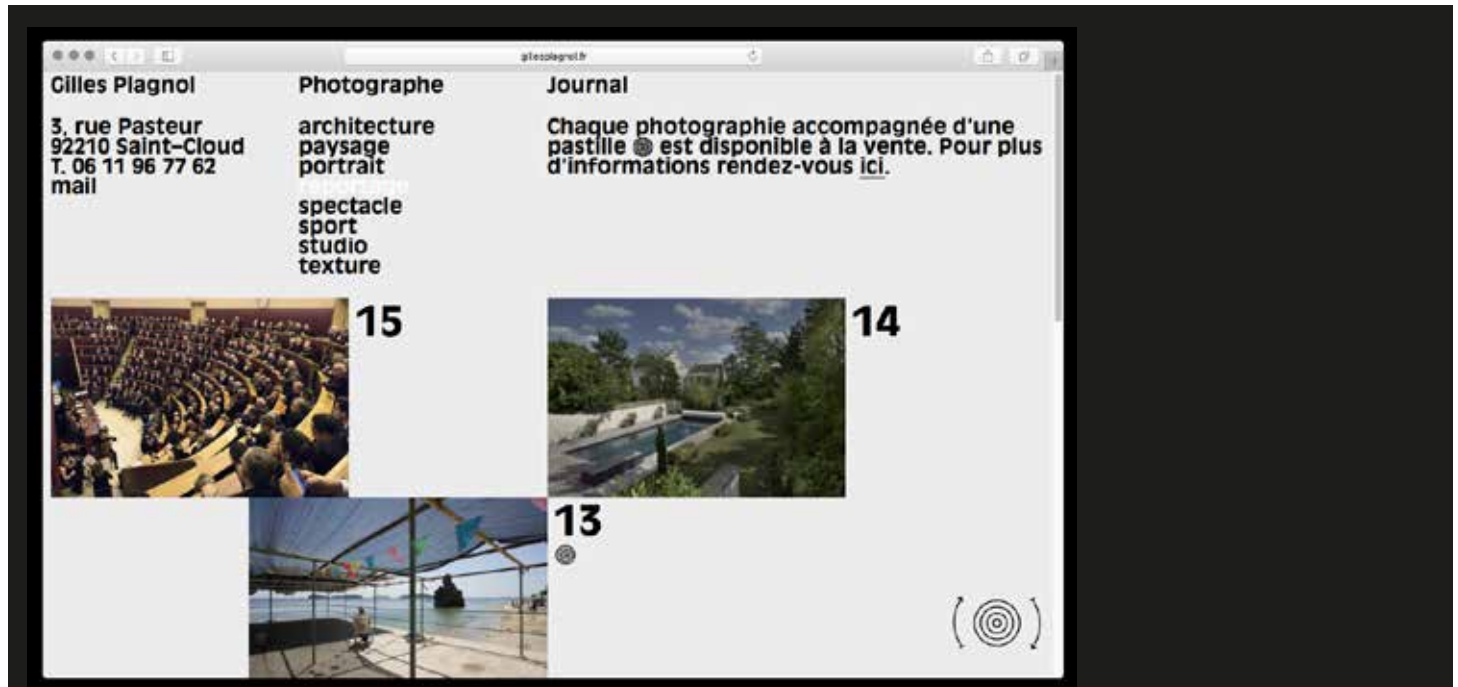 gillesplagnol.fr
Gilles Plagnol
3, rue Pasteur
92210 Saint–Cloud
T. 06 11 96 77 62
mail
Photographe
architecture
paysage
portrait
reportage
spectacle
sport
studio
texture
Journal
Chaque photographie accompagnée d'une
pastille est disponible à la vente. Pour plus
d'informations rendez-vous ici.
15
14
13